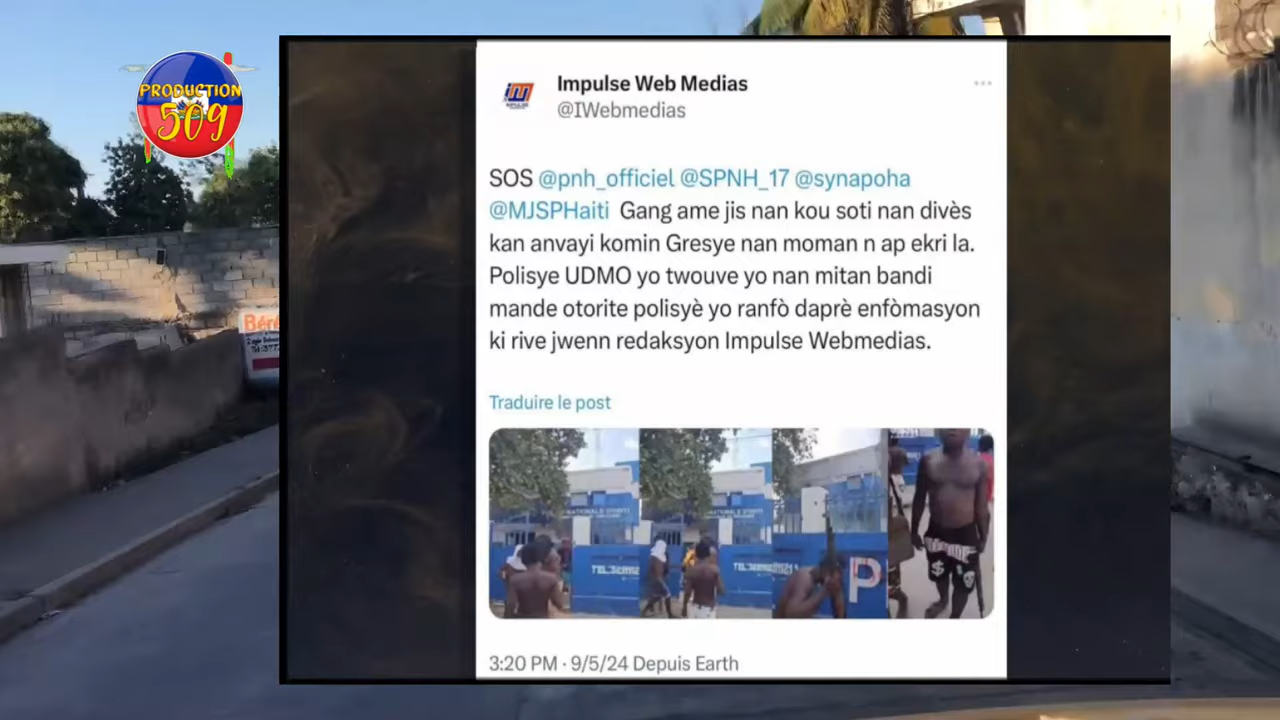 PRODUCTION
509
Impulse Web Medias
@IWebmedias
SOS @pnh_officiel @SPNH_17 @synapoha
@MJSPHaiti Gang ame jis nan kou soti nan divès
kan anvayi komin Gresye nan moman n ap ekri la.
Polisye UDMO yo twouve yo nan mitan bandi
mande otorite polisyè yo ranfò daprè enfòmasyon
ki rive jwenn redaksyon Impulse Webmedias.
Traduire le post
P
3:20 PM · 9/5/24 Depuis Earth